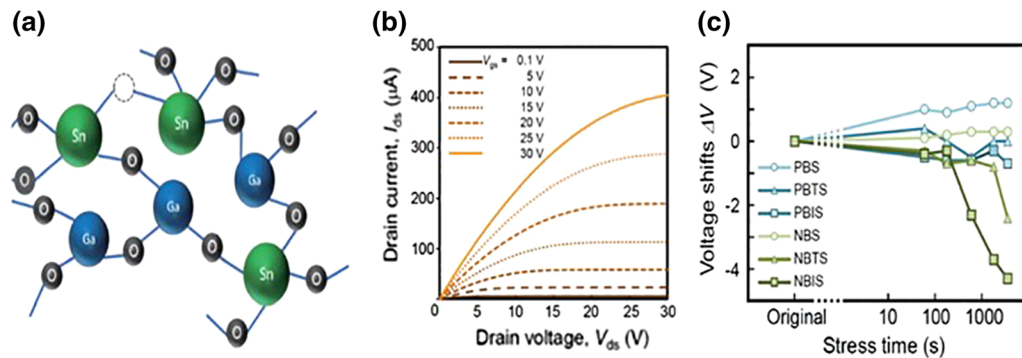 (a)
O
O
Sn
Sn
O
O
O
O
O
Ga
O
Ga
O
Ga
O
O
O
Sn
O
O
O
(b)
Drain current, Ids (μA)
500
400
300
200
100
0
Vgs = 0.1 V
5 V
10 V
15 V
20 V
25 V
30 V
0 5 10 15 20 25 30
Drain voltage, Vds (V)
(c)
Voltage shifts ΔV (V)
2
0
-2
-4
PBS
PBTS
PBIS
NBS
NBTS
NBIS
Original 10 100 1000
Stress time (s)